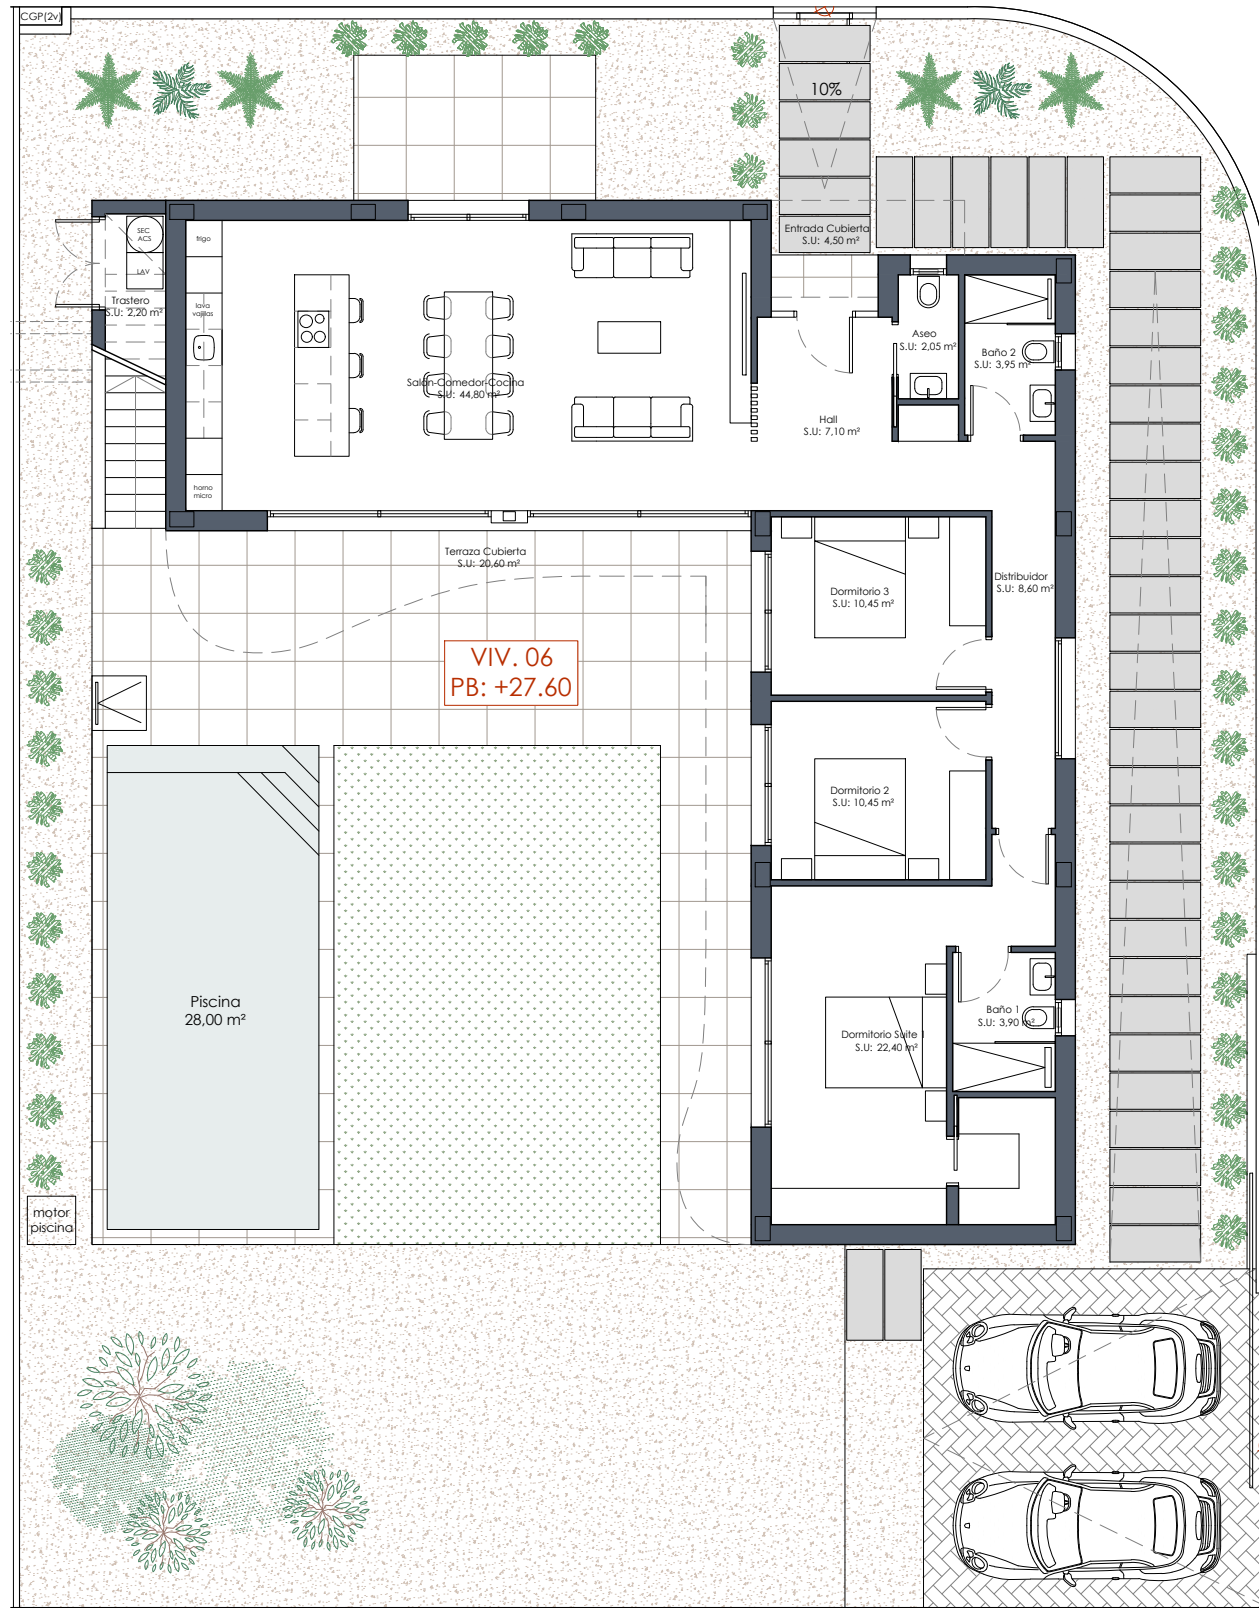 CGP(2v)
10%
Entrada Cubierta
S.U: 4,50 m²
SEC
ACS
LAV
Trastero
S.U: 2,20 m²
frigo
lava
vajillas
horno
micro
Salón-Comedor-Cocina
S.U: 44,80 m²
Hall
S.U: 7,10 m²
Aseo
S.U: 2,05 m²
Baño 2
S.U: 3,95 m²
Terraza Cubierta
S.U: 20,60 m²
Dormitorio 3
S.U: 10,45 m²
Distribuidor
S.U: 8,60 m²
VIV. 06
PB: +27.60
Dormitorio 2
S.U: 10,45 m²
Piscina
28,00 m²
Dormitorio Suite 1
S.U: 22,40 m²
Baño 1
S.U: 3,90 m²
motor
piscina